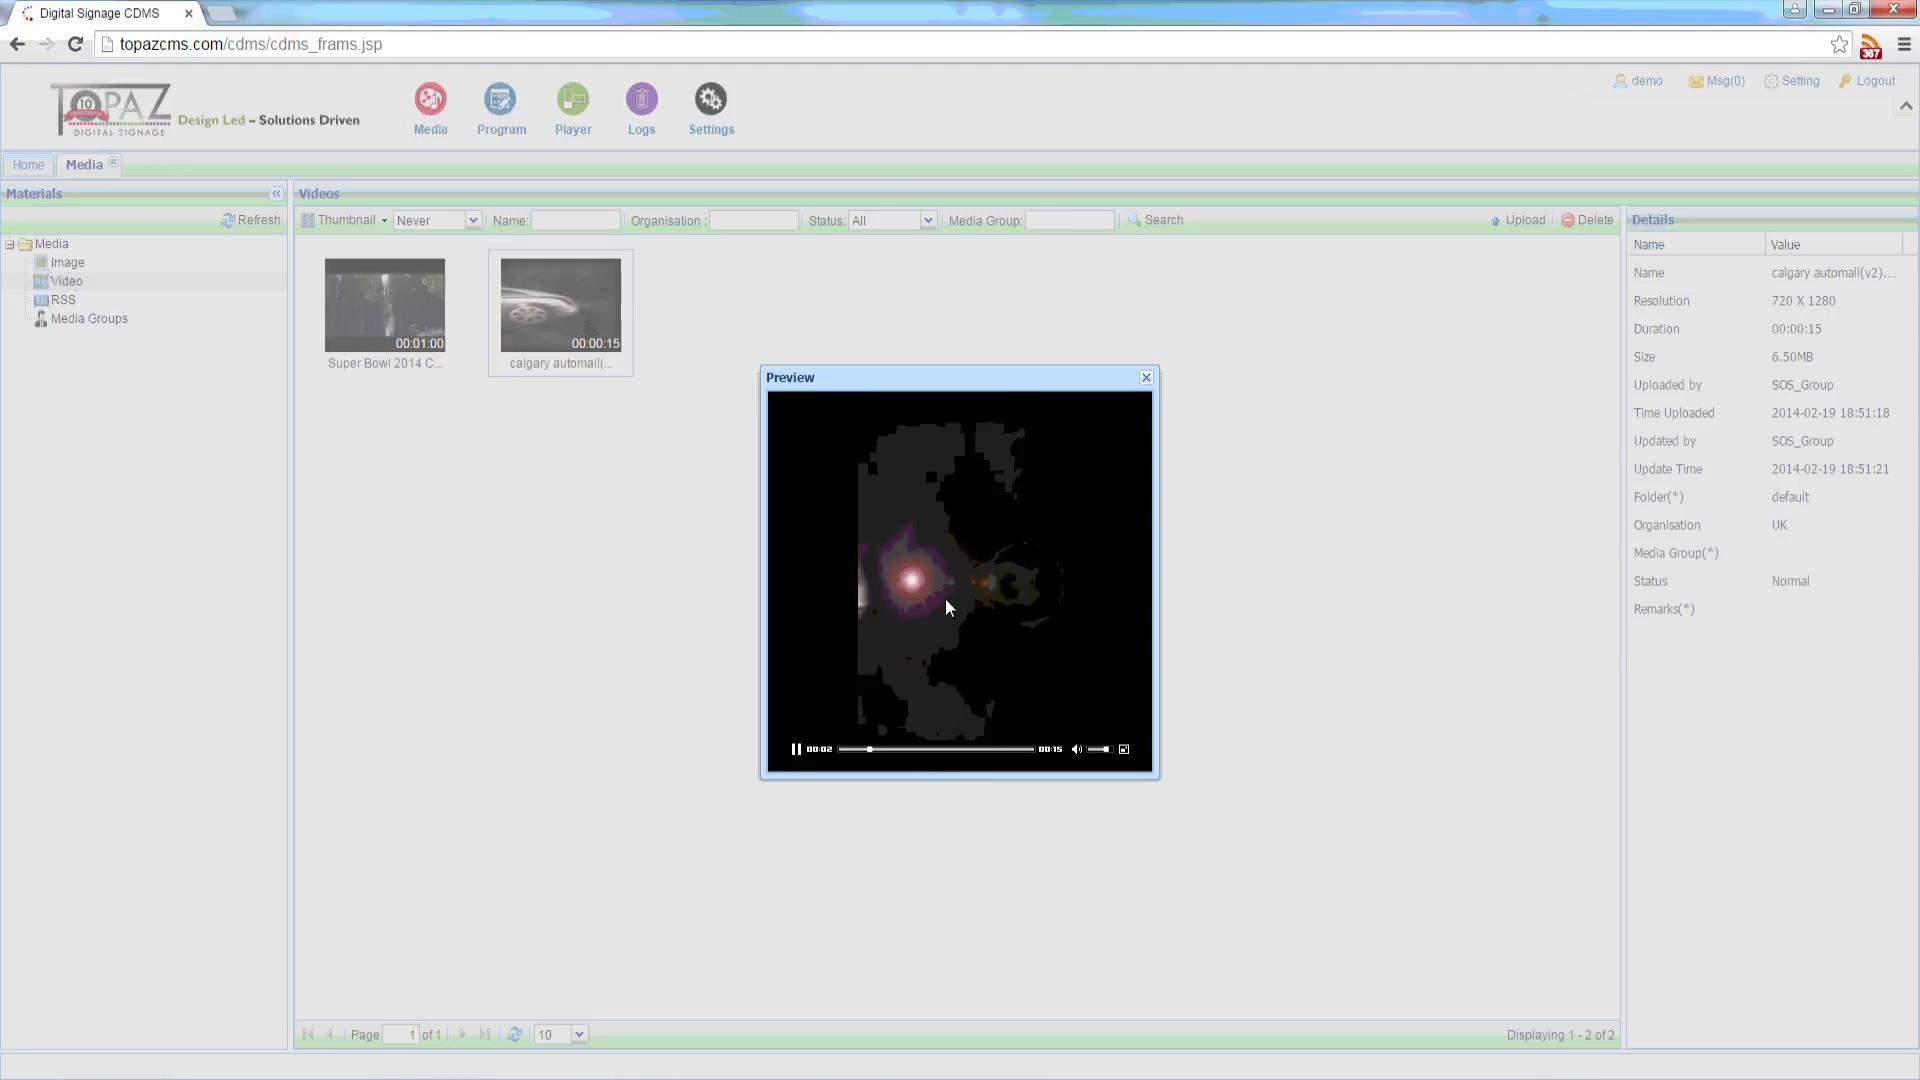 Digital Signage CDMS
topazcms.com/cdms/cdms_frams.jsp
367
TOPAZ
10
DIGITAL SIGNAGE
Design Led – Solutions Driven
Media
Program
Player
Logs
Settings
demo
Msg(0)
Setting
Logout
Home
Media
Materials
Refresh
Media
Image
Video
RSS
Media Groups
Videos
Thumbnail
Never
Name:
Organisation :
Status: All
Media Group:
Search
Upload
Delete
00:01:00
Super Bowl 2014 C...
00:00:15
calgary automall(...
Preview
00:02
00:15
Details
Name Value
Name calgary automall(v2)....
Resolution 720 X 1280
Duration 00:00:15
Size 6.50MB
Uploaded by SOS_Group
Time Uploaded 2014-02-19 18:51:18
Updated by SOS_Group
Update Time 2014-02-19 18:51:21
Folder(*) default
Organisation UK
Media Group(*)
Status Normal
Remarks(*)
Page 1 of 1
10
Displaying 1 - 2 of 2